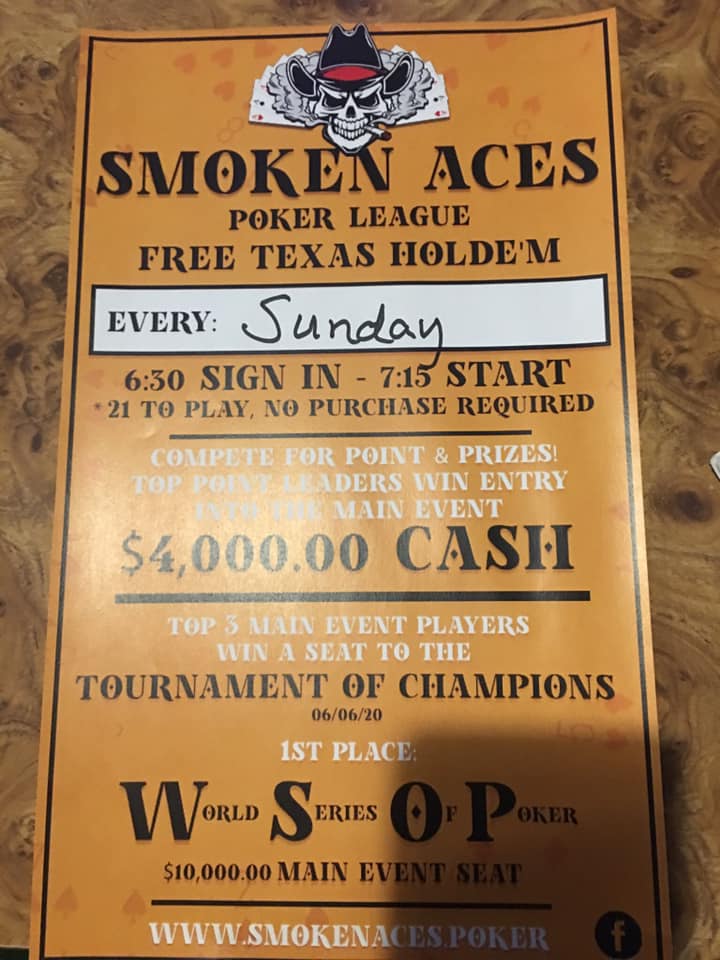 SMOKEN ACES
POKER LEAGUE
FREE TEXAS HOLDE'M
EVERY: Sunday
6:30 SIGN IN - 7:15 START
*21 TO PLAY, NO PURCHASE REQUIRED
COMPETE FOR POINT & PRIZES!
TOP POINT LEADERS WIN ENTRY
INTO THE MAIN EVENT
$4,000.00 CASH
TOP 3 MAIN EVENT PLAYERS
WIN A SEAT TO THE
TOURNAMENT OF CHAMPIONS
06/06/20
1ST PLACE:
WORLD SERIES OF POKER
$10,000.00 MAIN EVENT SEAT
WWW.SMOKENACES.POKER
f